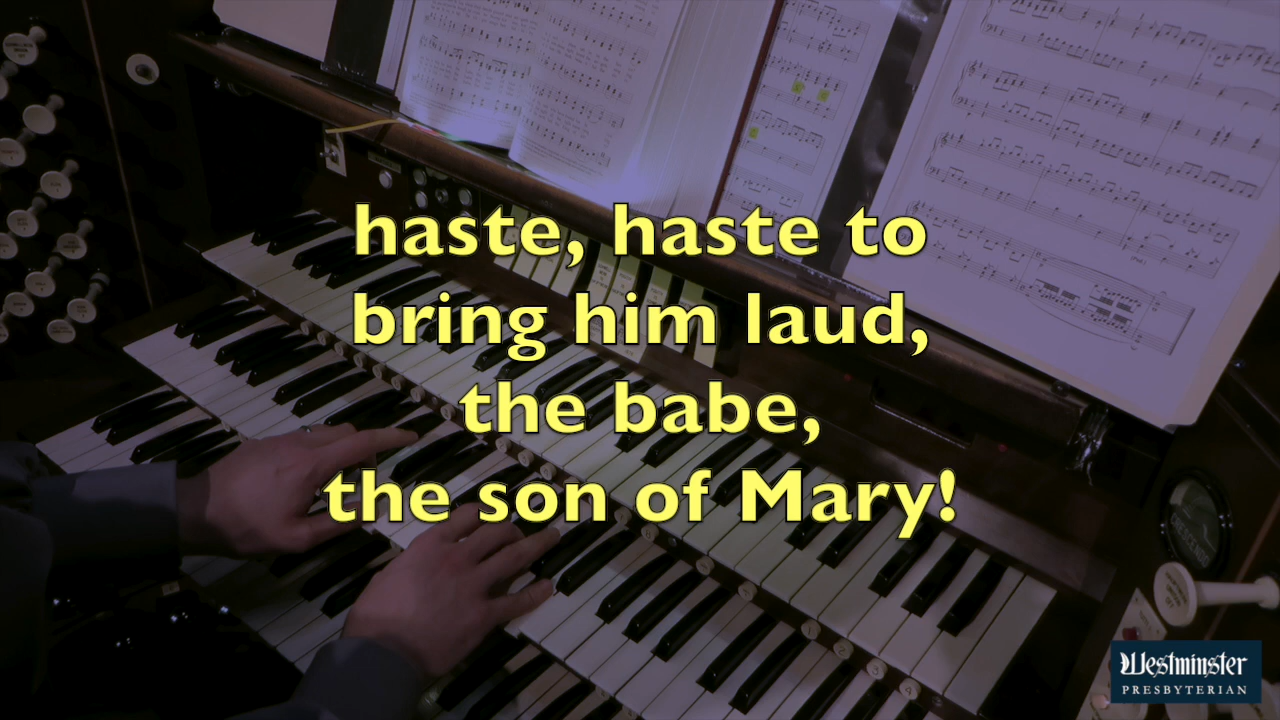 haste, haste to
bring him laud,
the babe,
the son of Mary!
Westminster
PRESBYTERIAN